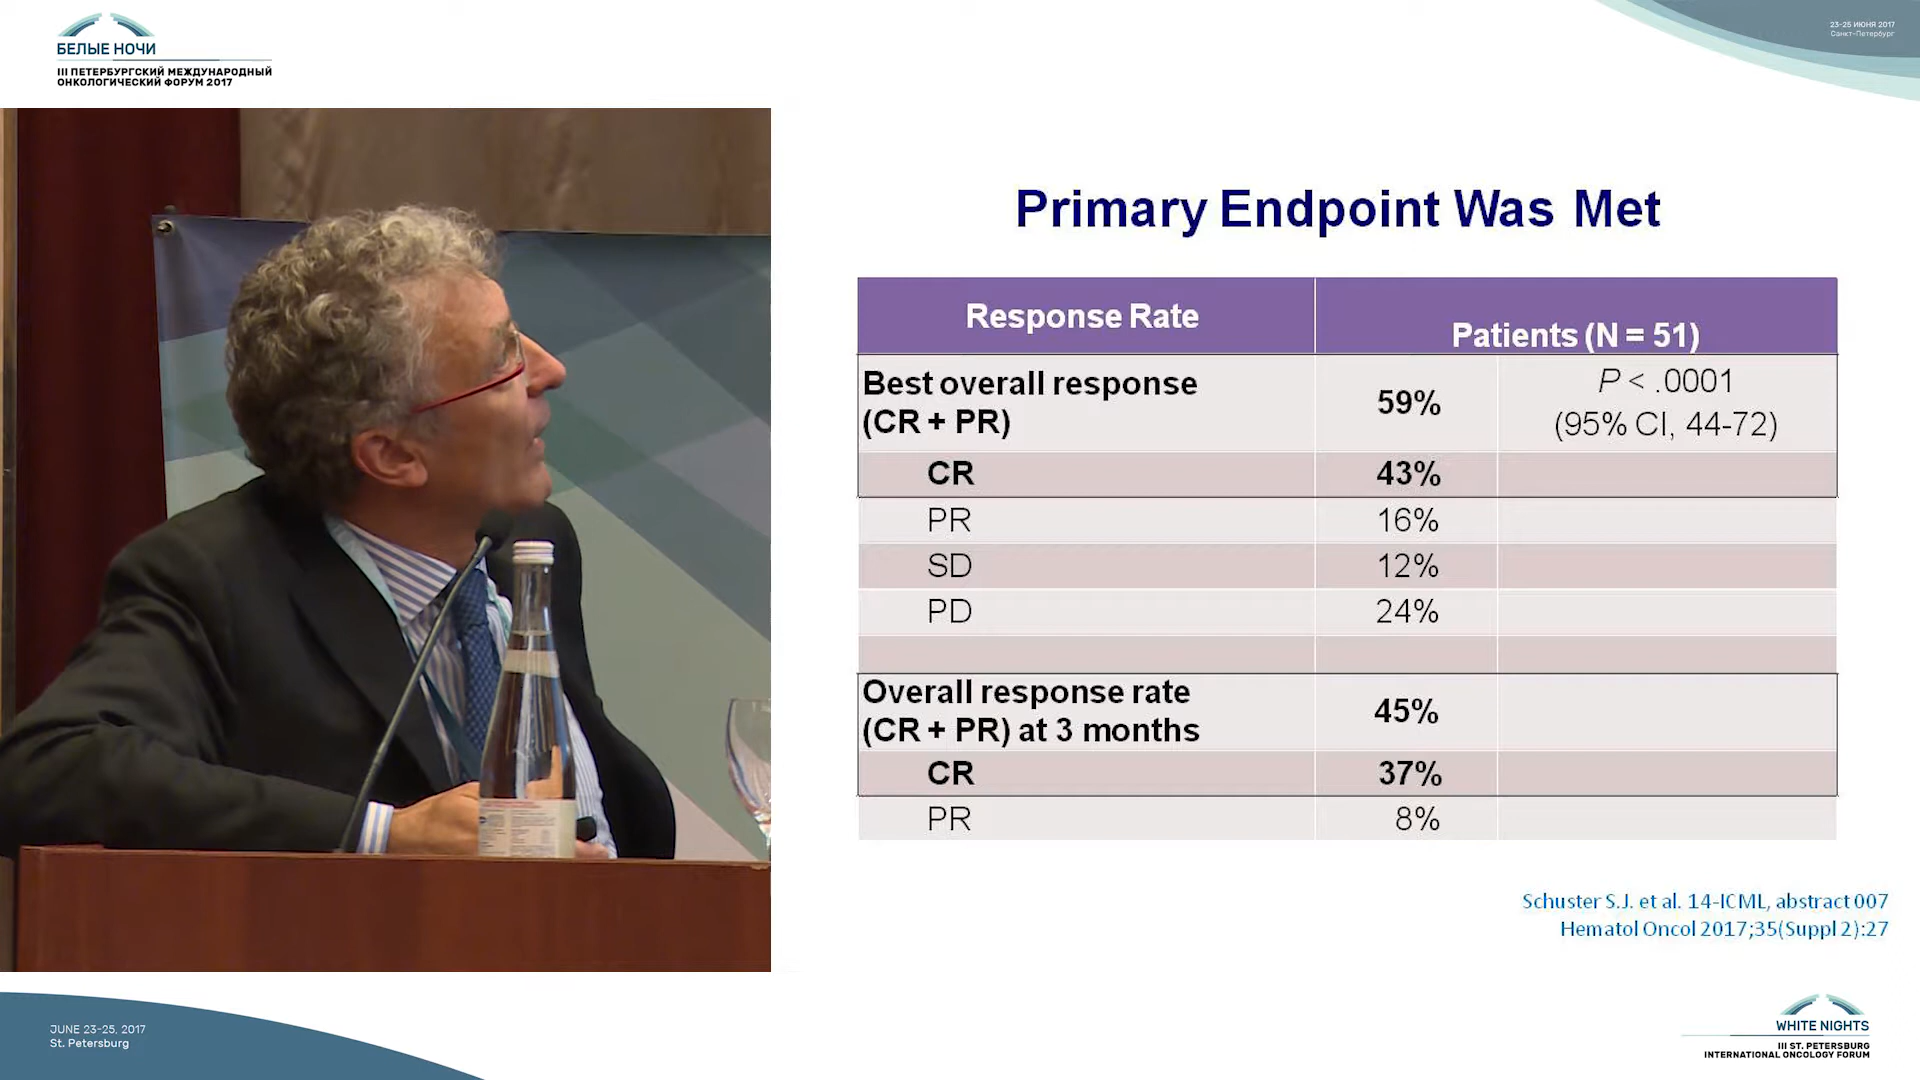 БЕЛЫЕ НОЧИ
III ПЕТЕРБУРГСКИЙ МЕЖДУНАРОДНЫЙ
ОНКОЛОГИЧЕСКИЙ ФОРУМ 2017
23-25 ИЮНЯ 2017
Санкт-Петербург
Primary Endpoint Was Met
Response Rate
Patients (N = 51)
Best overall response
(CR + PR)
59%
P < .0001
(95% CI, 44-72)
CR
43%
PR
16%
SD
12%
PD
24%
Overall response rate
(CR + PR) at 3 months
45%
CR
37%
PR
8%
Schuster S.J. et al. 14-ICML, abstract 007
Hematol Oncol 2017;35(Suppl 2):27
JUNE 23-25, 2017
St. Petersburg
WHITE NIGHTS
III ST. PETERSBURG
INTERNATIONAL ONCOLOGY FORUM